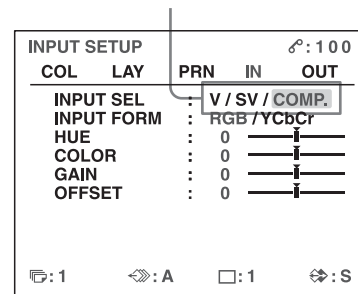 INPUT SETUP :100
COL LAY PRN IN OUT
INPUT SEL : V / SV / COMP.
INPUT FORM : RGB / YCbCr
HUE : 0
COLOR : 0
GAIN : 0
OFFSET : 0
:1 :A :1 :S